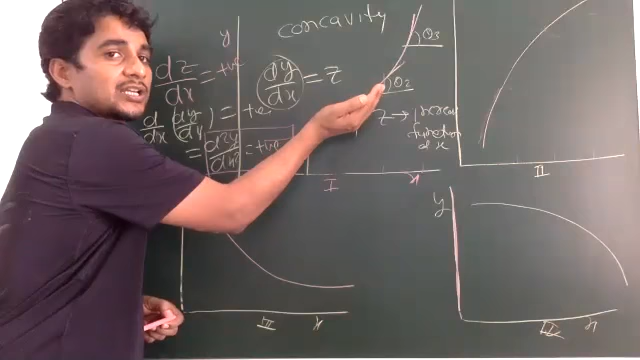 concavity
y
dz/dx = +ve
dy/dx = z
θ3
θ2
d/dx (dy/dx) = +ve
= d²y/dx² = +ve
z → increas
function
of x
I
x
II
y
III
x
IV
x